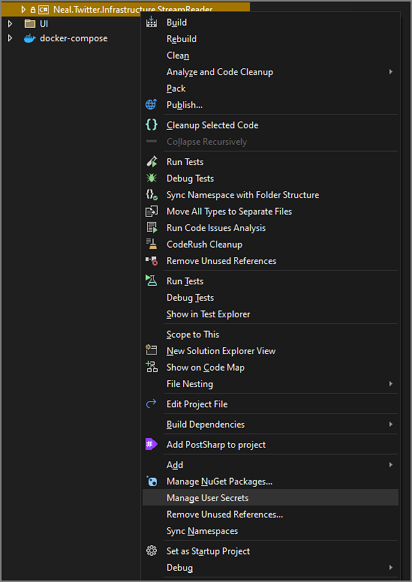 Neal.Twitter.Infrastructure.StreamReader
UI
docker-compose
Build
Rebuild
Clean
Analyze and Code Cleanup
Pack
Publish...
Cleanup Selected Code
Collapse Recursively
Run Tests
Debug Tests
Sync Namespace with Folder Structure
Move All Types to Separate Files
Run Code Issues Analysis
CodeRush Cleanup
Remove Unused References
Run Tests
Debug Tests
Show in Test Explorer
Scope to This
New Solution Explorer View
Show on Code Map
File Nesting
Edit Project File
Build Dependencies
Add PostSharp to project
Add
Manage NuGet Packages...
Manage User Secrets
Remove Unused References...
Sync Namespaces
Set as Startup Project
Debug